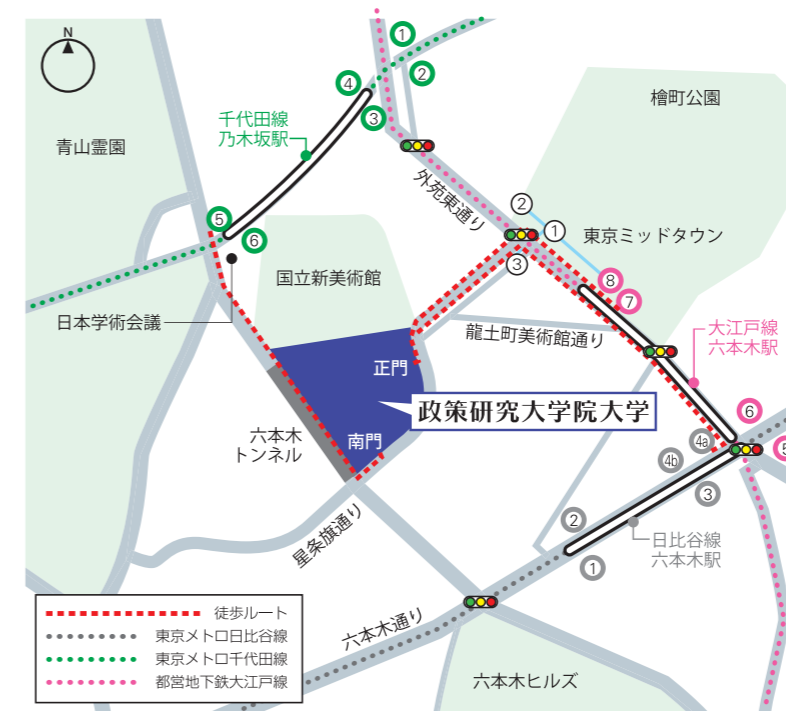 N
①
②
④
③
檜町公園
千代田線
乃木坂駅
青山霊園
外苑東通り
②
①
⑤
⑥
東京ミッドタウン
③
国立新美術館
⑧
⑦
日本学術会議
龍土町美術館通り
大江戸線
六本木駅
正門
政策研究大学院大学
⑥
六本木
トンネル
南門
4a
⑤
4b
③
②
星条旗通り
日比谷線
六本木駅
①
六本木通り
徒歩ルート
東京メトロ日比谷線
東京メトロ千代田線
都営地下鉄大江戸線
六本木ヒルズ